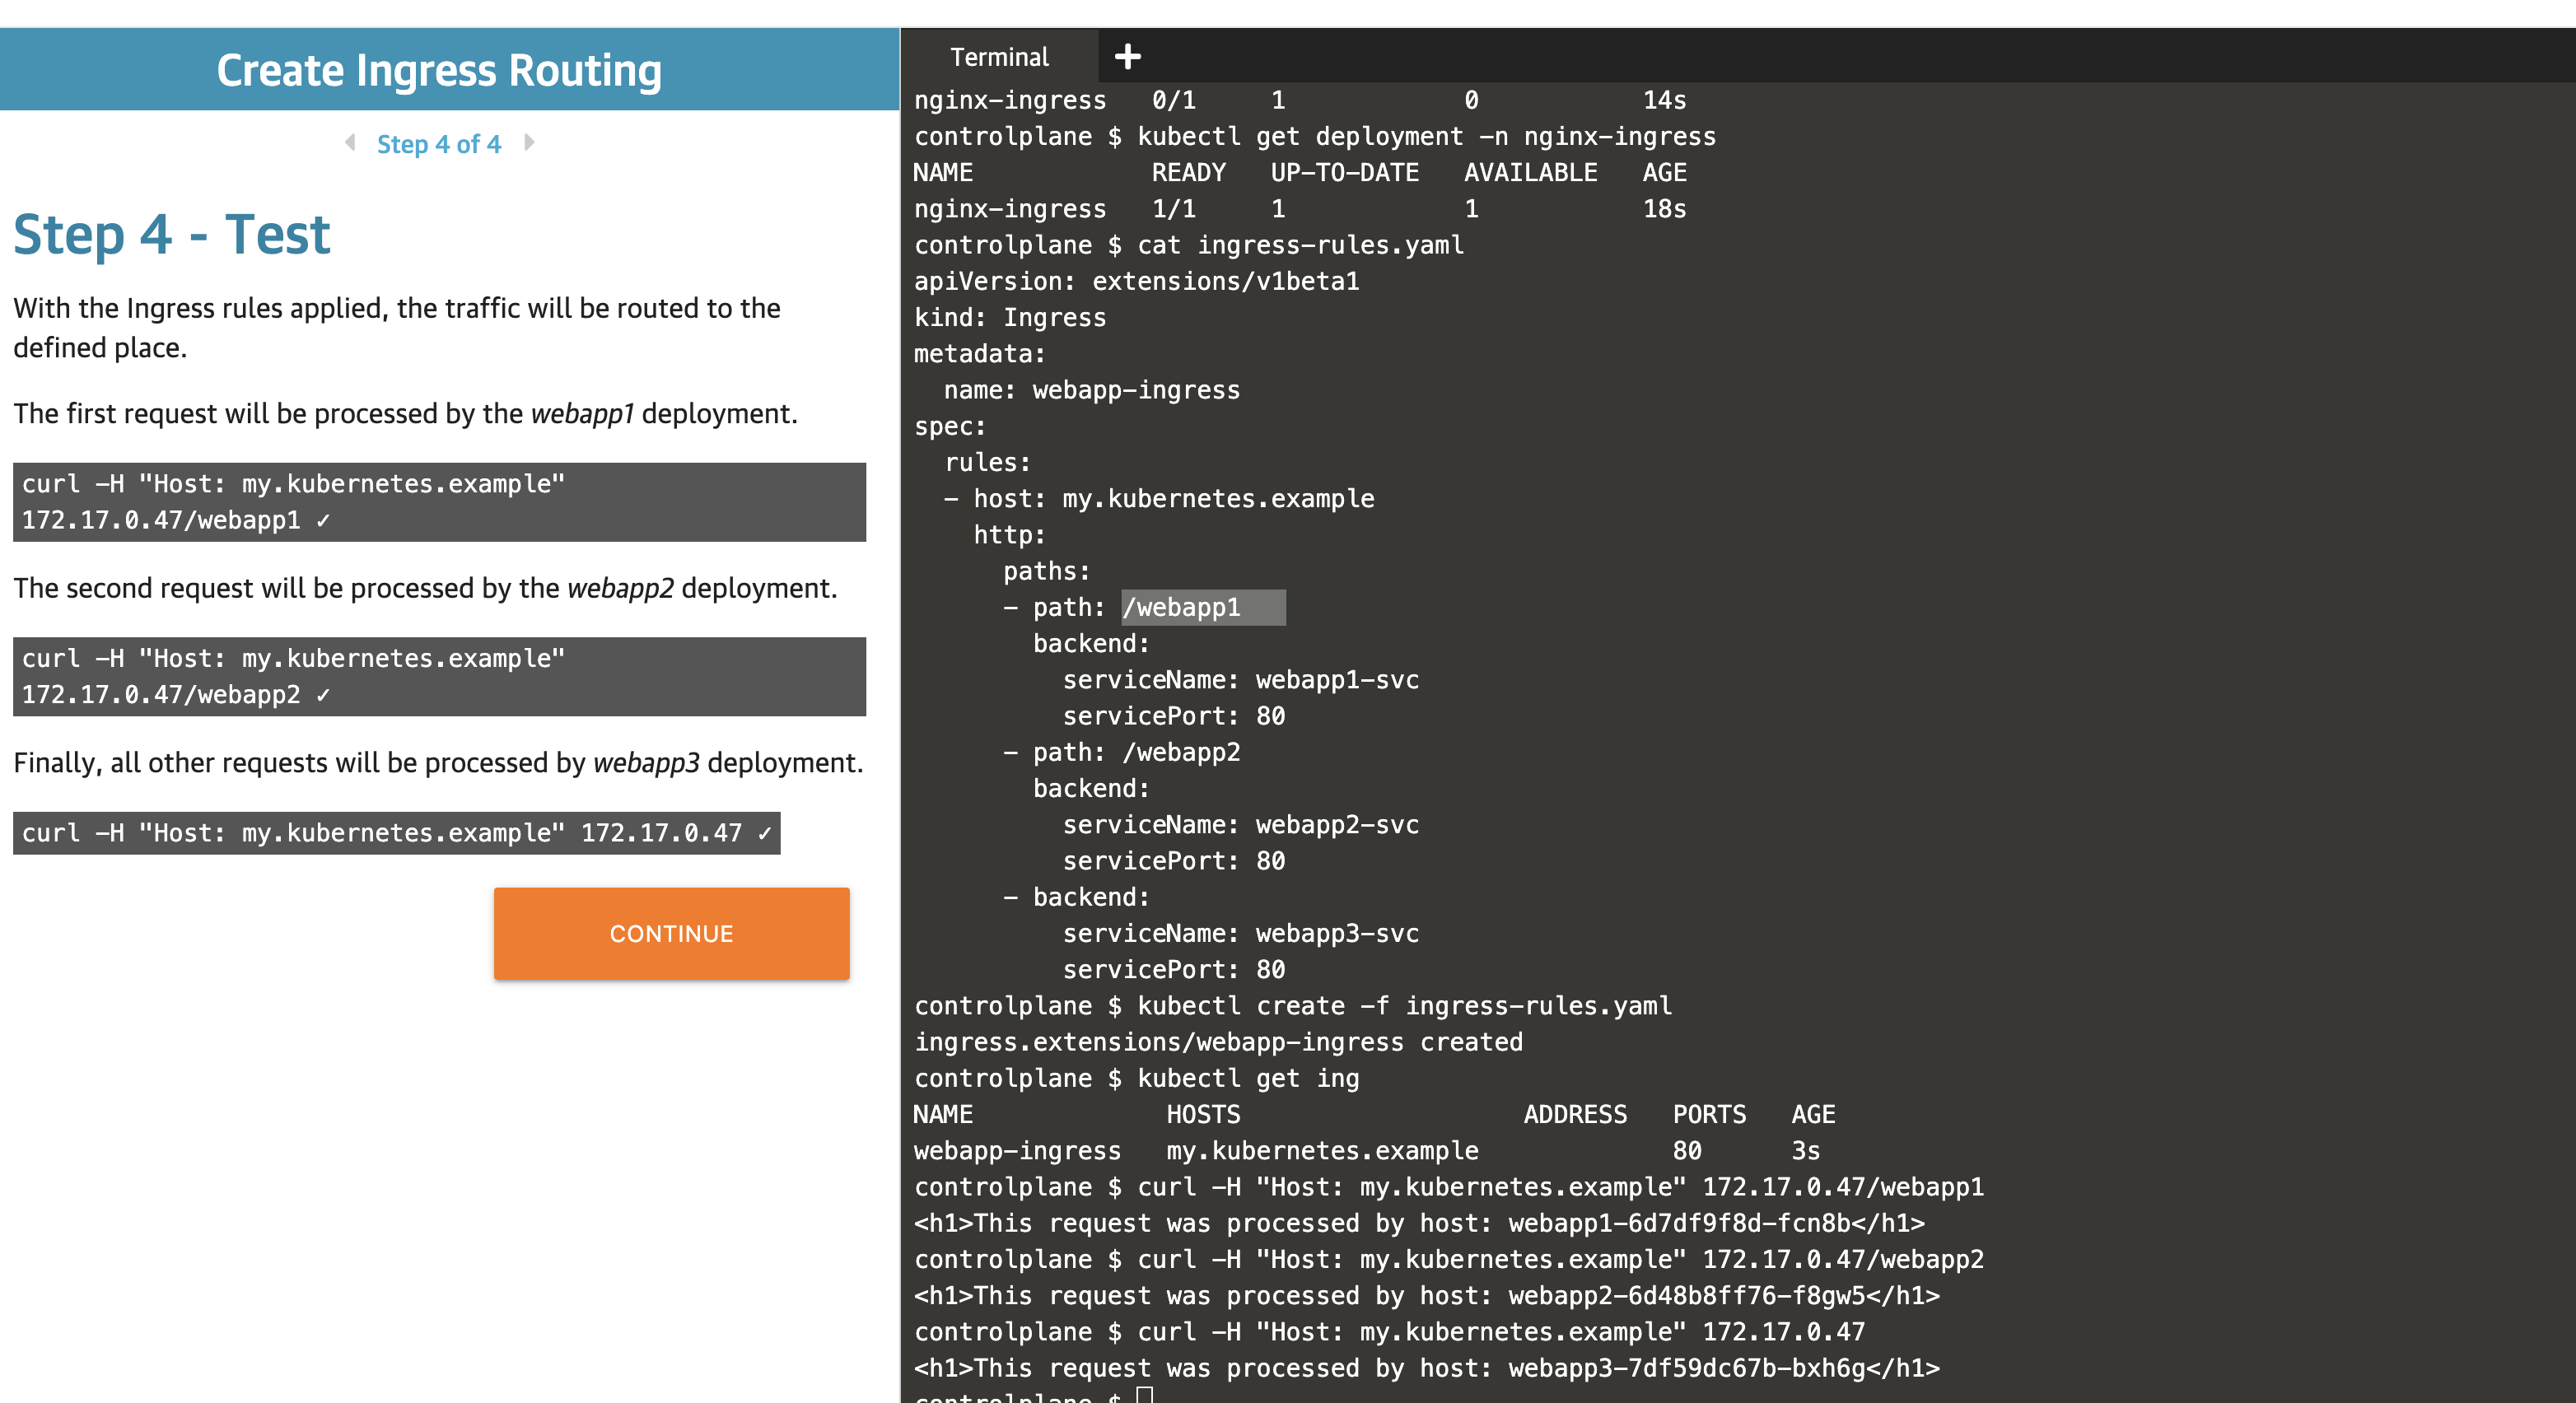 Create Ingress Routing
Step 4 of 4
Step 4 - Test
With the Ingress rules applied, the traffic will be routed to the
defined place.
The first request will be processed by the webapp1 deployment.
curl -H "Host: my.kubernetes.example"
172.17.0.47/webapp1 ✓
The second request will be processed by the webapp2 deployment.
curl -H "Host: my.kubernetes.example"
172.17.0.47/webapp2 ✓
Finally, all other requests will be processed by webapp3 deployment.
curl -H "Host: my.kubernetes.example" 172.17.0.47 ✓
CONTINUE
Terminal +
nginx-ingress   0/1     1            0           14s
controlplane $ kubectl get deployment -n nginx-ingress
NAME            READY   UP-TO-DATE   AVAILABLE   AGE
nginx-ingress   1/1     1            1           18s
controlplane $ cat ingress-rules.yaml
apiVersion: extensions/v1beta1
kind: Ingress
metadata:
  name: webapp-ingress
spec:
  rules:
  - host: my.kubernetes.example
    http:
      paths:
      - path: /webapp1
        backend:
          serviceName: webapp1-svc
          servicePort: 80
      - path: /webapp2
        backend:
          serviceName: webapp2-svc
          servicePort: 80
      - backend:
          serviceName: webapp3-svc
          servicePort: 80
controlplane $ kubectl create -f ingress-rules.yaml
ingress.extensions/webapp-ingress created
controlplane $ kubectl get ing
NAME             HOSTS                   ADDRESS   PORTS   AGE
webapp-ingress   my.kubernetes.example             80      3s
controlplane $ curl -H "Host: my.kubernetes.example" 172.17.0.47/webapp1
<h1>This request was processed by host: webapp1-6d7df9f8d-fcn8b</h1>
controlplane $ curl -H "Host: my.kubernetes.example" 172.17.0.47/webapp2
<h1>This request was processed by host: webapp2-6d48b8ff76-f8gw5</h1>
controlplane $ curl -H "Host: my.kubernetes.example" 172.17.0.47
<h1>This request was processed by host: webapp3-7df59dc67b-bxh6g</h1>
controlplane $